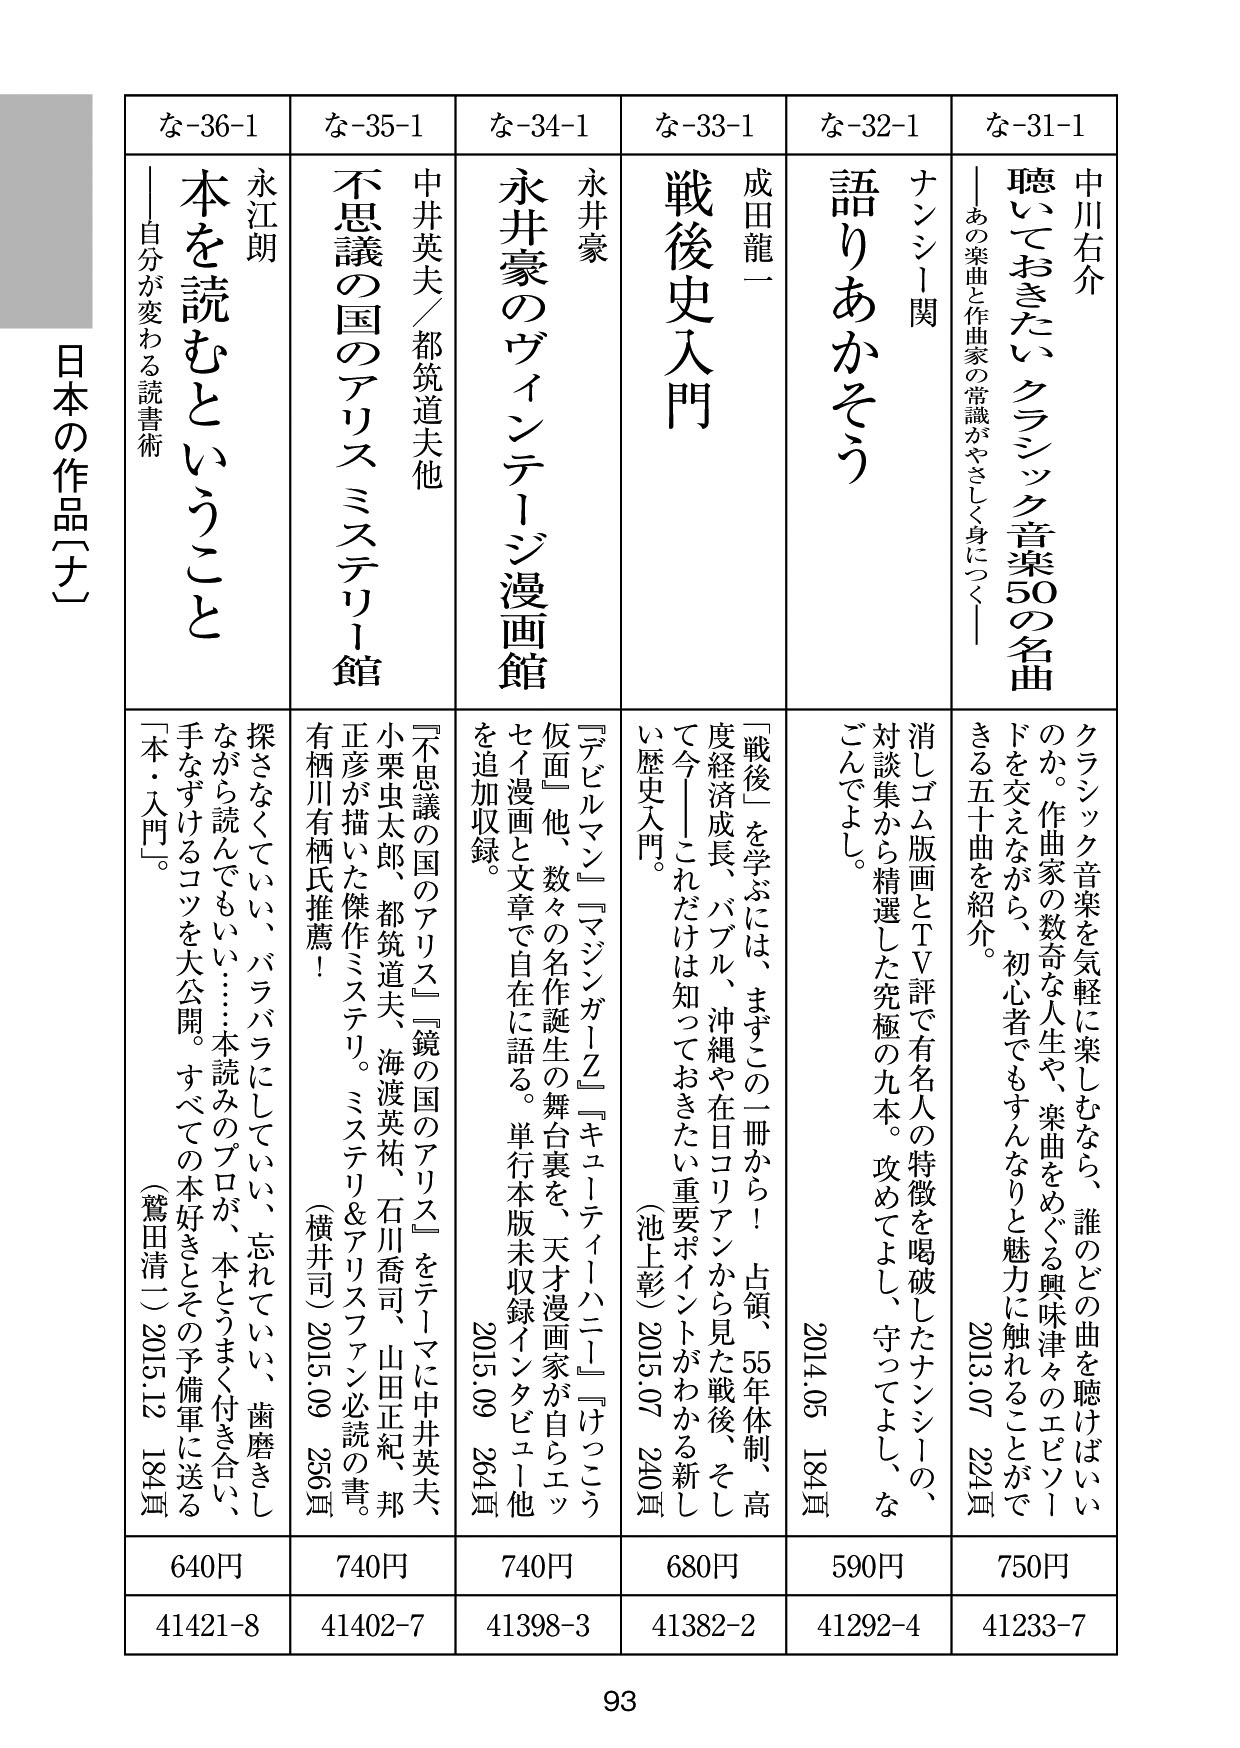 な-31-1
中川右介
聴いておきたい クラシック音楽50の名曲
――あの楽曲と作曲家の常識がやさしく身につく――
クラシック音楽を気軽に楽しむなら、誰のどの曲を聴けばいい
のか。作曲家の数奇な人生や、楽曲をめぐる興味津々のエピソー
ドを交えながら、初心者でもすんなりと魅力に触れることがで
きる五十曲を紹介。
2013.07 224頁
750円
41233-7
な-32-1
ナンシー関
語りあかそう
消しゴム版画とTV評で有名人の特徴を喝破したナンシーの、
対談集から精選した究極の九本。攻めてよし、守ってよし、な
ごんでよし。
2014.05 184頁
590円
41292-4
な-33-1
成田龍一
戦後史入門
「戦後」を学ぶには、まずこの一冊から！ 占領、55年体制、高
度経済成長、バブル、沖縄や在日コリアンから見た戦後、そし
て今――これだけは知っておきたい重要ポイントがわかる新し
い歴史入門。
（池上彰）2015.07 240頁
680円
41382-2
な-34-1
永井豪
永井豪のヴィンテージ漫画館
『デビルマン』『マジンガーZ』『キューティーハニー』『けっこう
仮面』他、数々の名作誕生の舞台裏を、天才漫画家が自らエッ
セイ漫画と文章で自在に語る。単行本版未収録インタビュー他
を追加収録。
2015.09 264頁
740円
41398-3
な-35-1
中井英夫／都筑道夫他
不思議の国のアリス ミステリー館
『不思議の国のアリス』『鏡の国のアリス』をテーマに中井英夫、
小栗虫太郎、都筑道夫、海渡英祐、石川喬司、山田正紀、邦
正彦が描いた傑作ミステリ。ミステリ&アリスファン必読の書。
有栖川有栖氏推薦！
（横井司）2015.09 256頁
740円
41402-7
な-36-1
永江朗
本を読むということ
――自分が変わる読書術
探さなくていい、バラバラにしていい、忘れていい、歯磨きし
ながら読んでもいい……本読みのプロが、本とうまく付き合い、
手なずけるコツを大公開。すべての本好きとその予備軍に送る
「本・入門」。
（鷲田清一）2015.12 184頁
640円
41421-8
日本の作品〔ナ〕
93